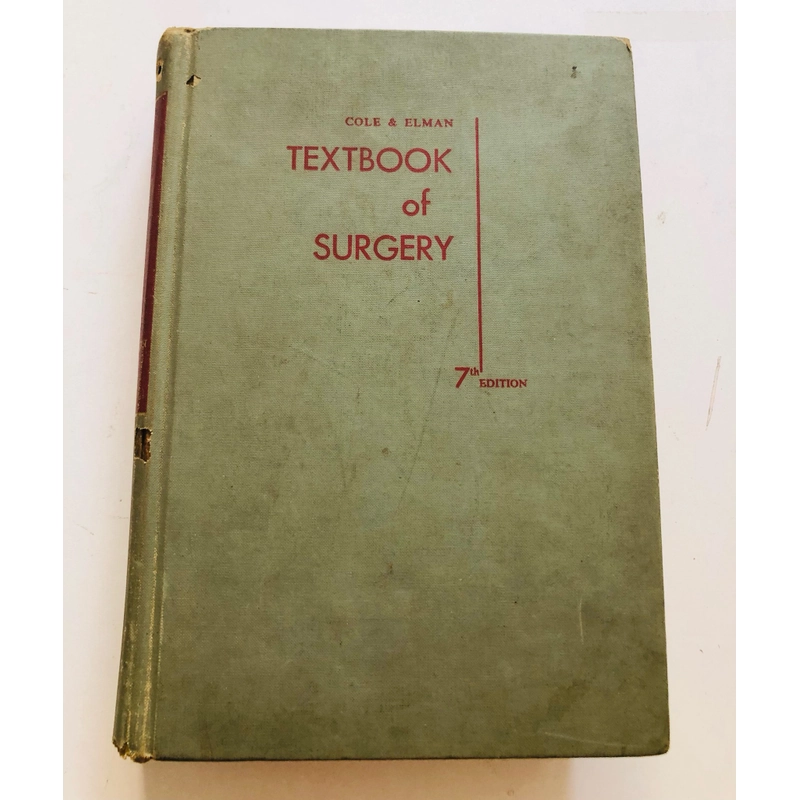 COLE & ELMAN
TEXTBOOK
of
SURGERY
7th EDITION